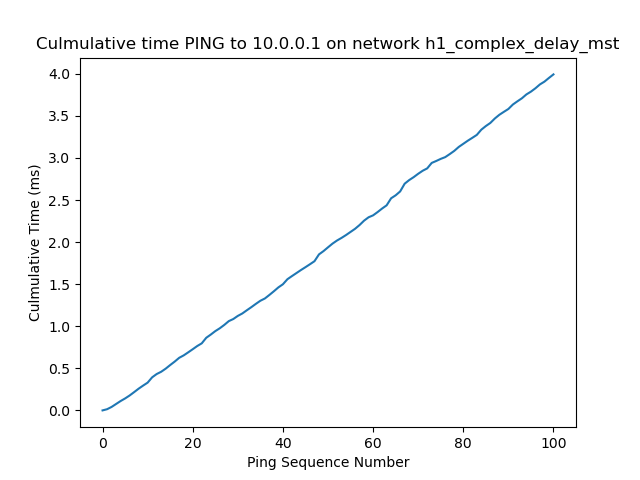 Culmulative time PING to 10.0.0.1 on network h1_complex_delay_mst
4.0
3.5
3.0
2.5
2.0
1.5
1.0
0.5
0.0
Culmulative Time (ms)
0 20 40 60 80 100
Ping Sequence Number